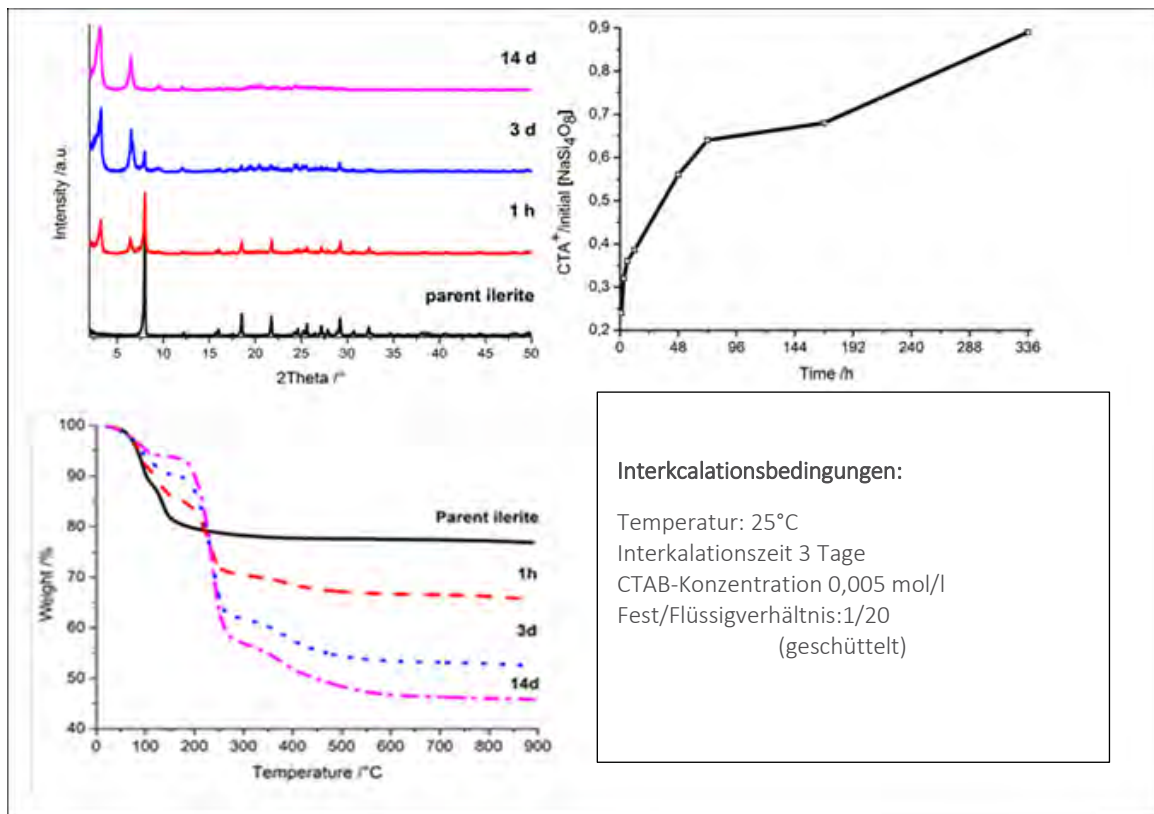 14 d
3 d
1 h
parent ilerite
Intensity /a.u.
5 10 15 20 25 30 35 40 45 50
2Theta /°
0,9
0,8
0,7
0,6
0,5
0,4
0,3
0,2
CTA+/initial [NaSi4O8]
0 48 96 144 192 240 288 336
Time /h
100
90
80
70
60
50
40
Weight /%
Parent ilerite
1h
3d
14d
0 100 200 300 400 500 600 700 800 900
Temperature /°C
Interkcalationsbedingungen:
Temperatur: 25°C
Interkalationszeit 3 Tage
CTAB-Konzentration 0,005 mol/l
Fest/Flüssigverhältnis:1/20
(geschüttelt)